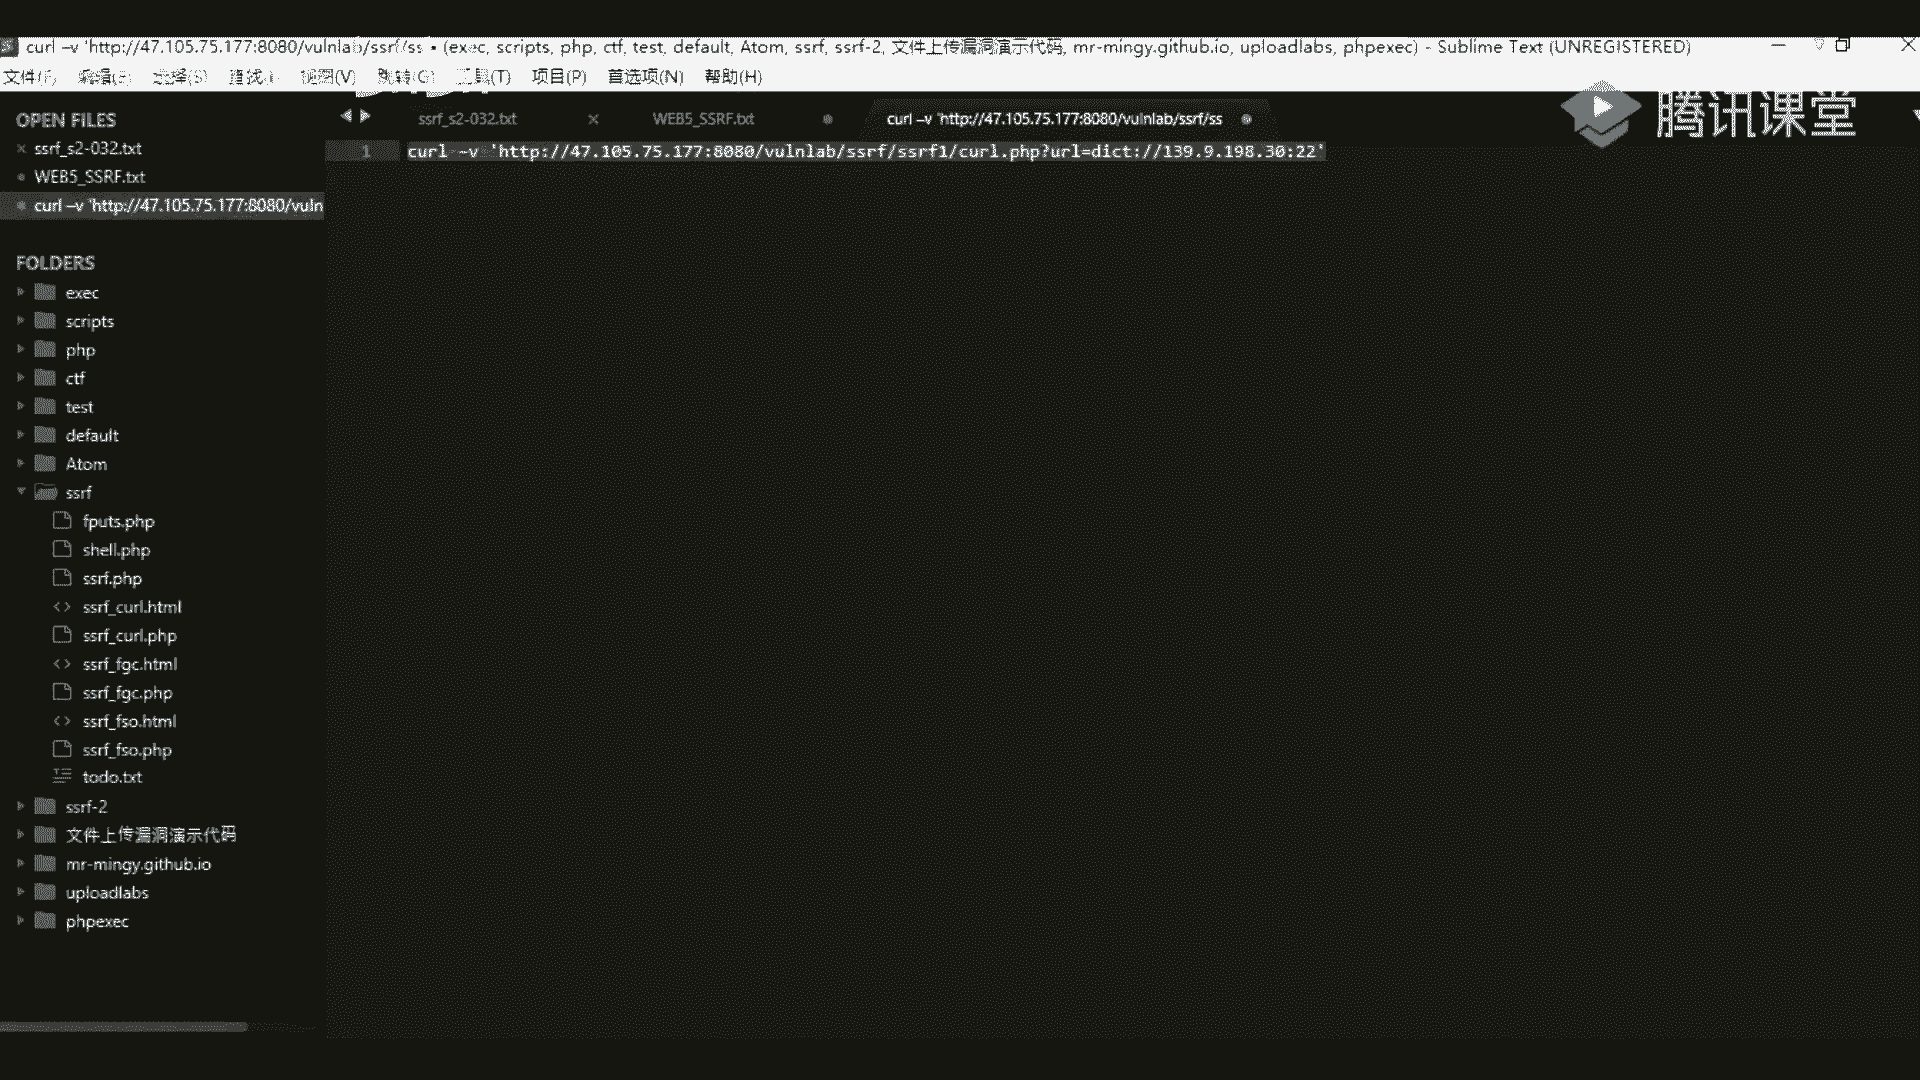 curl -v 'http://47.105.75.177:8080/vulnlab/ssrf/ss • (exec, scripts, php, ctf, test, default, Atom, ssrf, ssrf-2, 文件上传漏洞演示代码, mr-mingy.github.io, uploadlabs, phpexec) - Sublime Text (UNREGISTERED)
文件(F) 编辑(E) 选择(S) 查找(I) 视图(V) 跳转(G) 工具(T) 项目(P) 首选项(N) 帮助(H)
腾讯课堂
OPEN FILES
ssrf_s2-032.txt
WEB5_SSRF.txt
curl -v 'http://47.105.75.177:8080/vuln
FOLDERS
exec
scripts
php
ctf
test
default
Atom
ssrf
fputs.php
shell.php
ssrf.php
ssrf_curl.html
ssrf_curl.php
ssrf_fgc.html
ssrf_fgc.php
ssrf_fso.html
ssrf_fso.php
todo.txt
ssrf-2
文件上传漏洞演示代码
mr-mingy.github.io
uploadlabs
phpexec
ssrf_s2-032.txt WEB5_SSRF.txt curl -v 'http://47.105.75.177:8080/vulnlab/ssrf/ss
1 curl -v 'http://47.105.75.177:8080/vulnlab/ssrf/ssrf1/curl.php?url=dict://139.9.198.30:22'